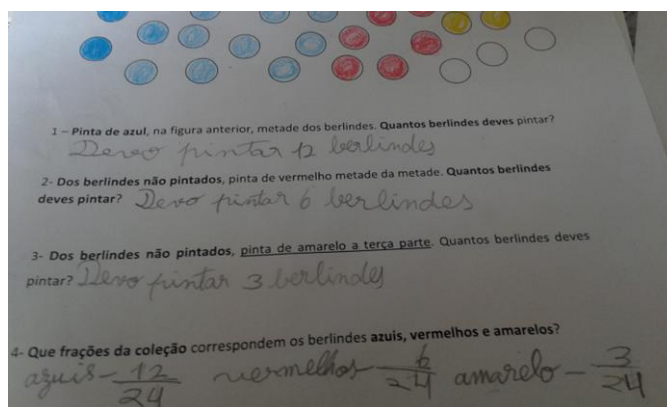 1 – Pinta de azul, na figura anterior, metade dos berlindes. Quantos berlindes deves pintar?
Devo pintar 12 berlindes
2- Dos berlindes não pintados, pinta de vermelho metade da metade. Quantos berlindes
deves pintar? Devo pintar 6 berlindes
3- Dos berlindes não pintados, pinta de amarelo a terça parte. Quantos berlindes deves
pintar? Devo pintar 3 berlindes
4- Que frações da coleção correspondem os berlindes azuis, vermelhos e amarelos?
azuis - 12/24 vermelhos - 6/24 amarelo - 3/24